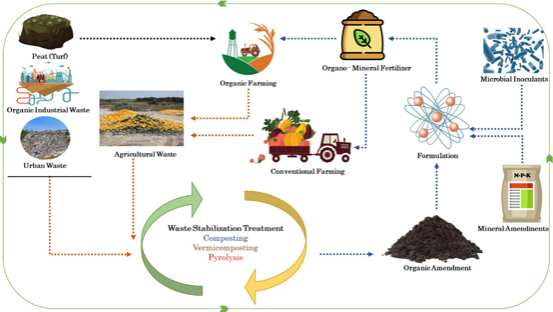 Peat (Turf)
Organic Farming
Organo - Mineral Fertilizer
Microbial Inoculants
Organic Industrial Waste
Urban Waste
Agricultural Waste
Conventional Farming
Formulation
N-P-K
Mineral Amendments
Waste Stabilization Treatment
Composting
Vermicomposting
Pyrolysis
Organic Amendment